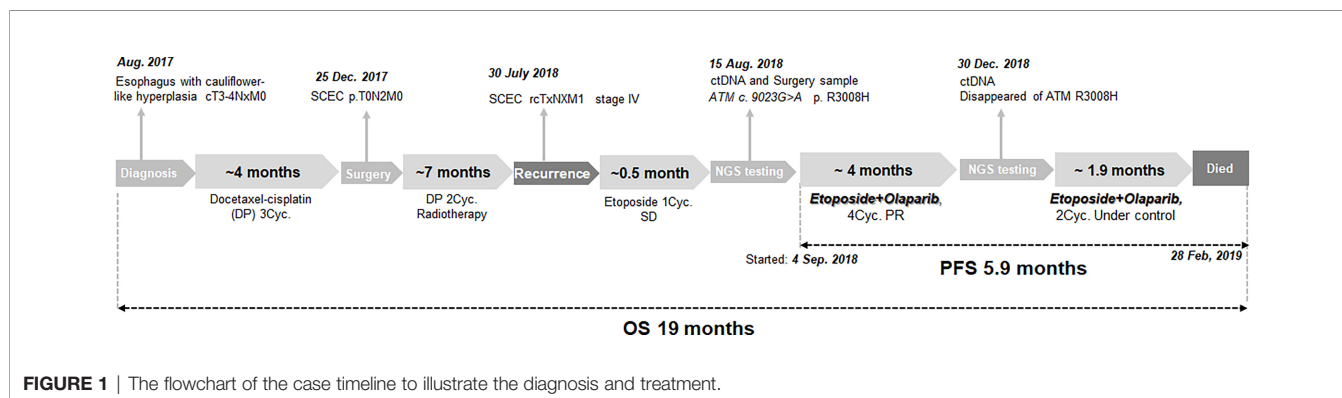 Aug. 2017
Esophagus with cauliflower-
like hyperplasia cT3-4NxM0
25 Dec. 2017
SCEC p.T0N2M0
30 July 2018
SCEC rcTxNXM1 stage IV
15 Aug. 2018
ctDNA and Surgery sample
ATM c. 9023G>A p. R3008H
30 Dec. 2018
ctDNA
Disappeared of ATM R3008H
Diagnosis
~4 months
Surgery
~7 months
Recurrence
~0.5 month
NGS testing
~ 4 months
NGS testing
~ 1.9 months
Died
Docetaxel-cisplatin
(DP) 3Cyc.
DP 2Cyc.
Radiotherapy
Etoposide 1Cyc.
SD
Etoposide+Olaparib,
4Cyc. PR
Etoposide+Olaparib,
2Cyc. Under control
Started: 4 Sep. 2018
PFS 5.9 months
28 Feb, 2019
OS 19 months
FIGURE 1 | The flowchart of the case timeline to illustrate the diagnosis and treatment.